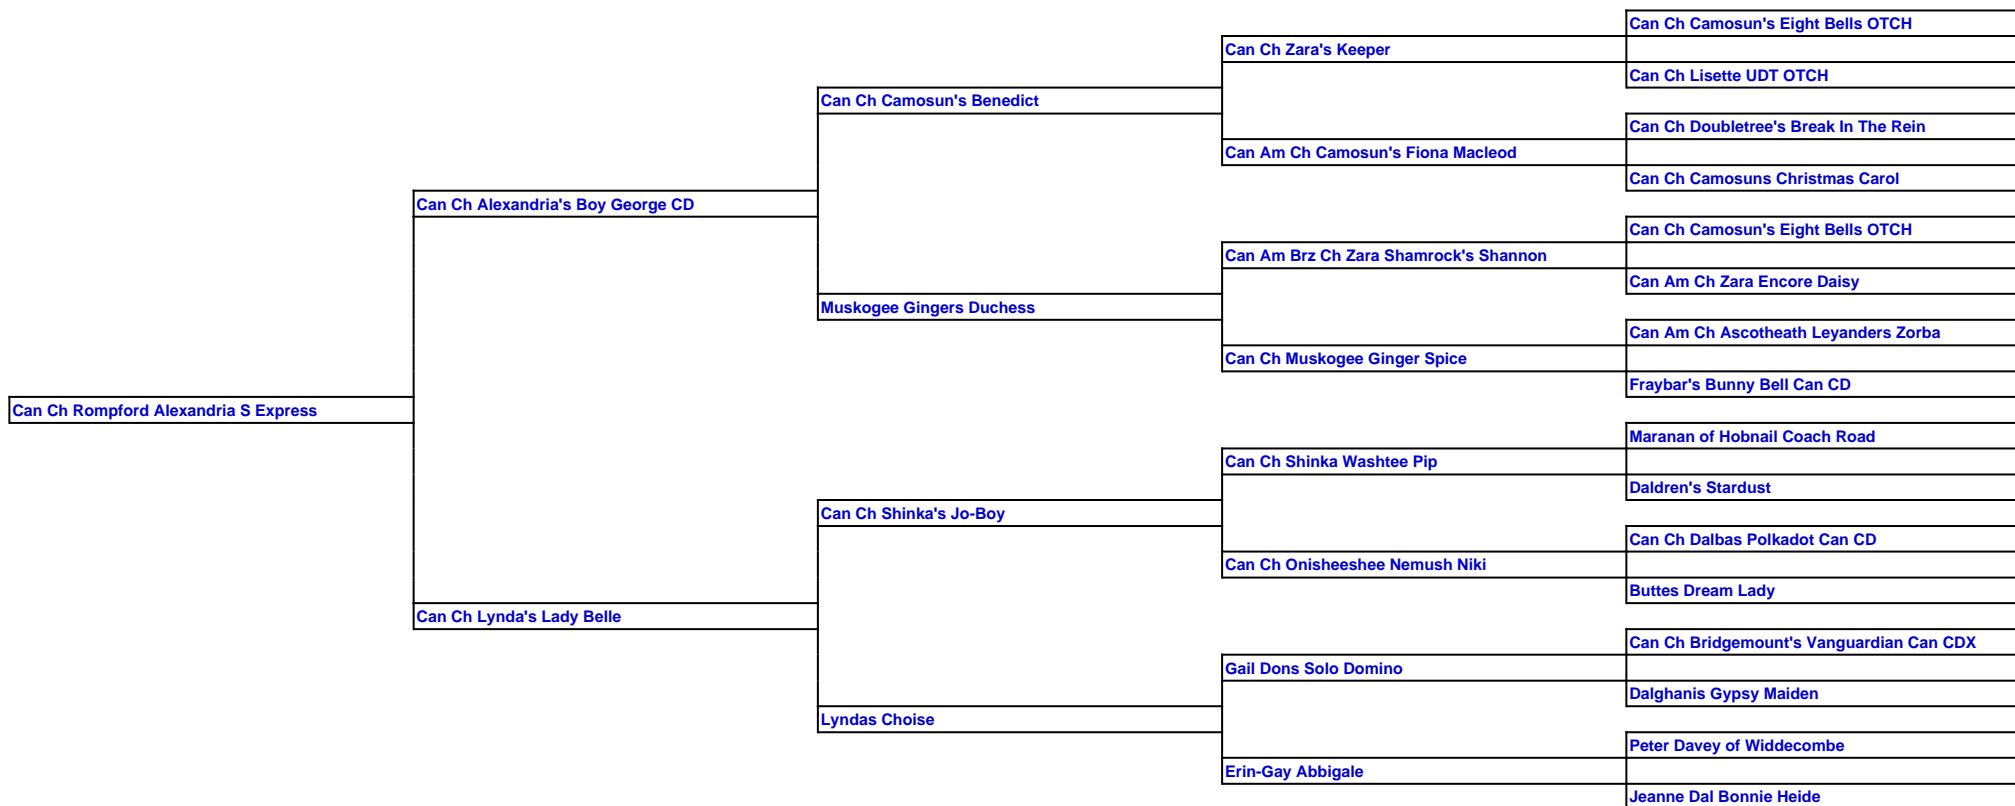 Can Ch Camosun's Eight Bells OTCH
Can Ch Zara's Keeper
Can Ch Lisette UDT OTCH
Can Ch Camosun's Benedict
Can Ch Doubletree's Break In The Rein
Can Am Ch Camosun's Fiona Macleod
Can Ch Camosuns Christmas Carol
Can Ch Alexandria's Boy George CD
Can Ch Camosun's Eight Bells OTCH
Can Am Brz Ch Zara Shamrock's Shannon
Can Am Ch Zara Encore Daisy
Muskogee Gingers Duchess
Can Am Ch Ascotheath Leyanders Zorba
Can Ch Muskogee Ginger Spice
Fraybar's Bunny Bell Can CD
Can Ch Rompford Alexandria S Express
Maranan of Hobnail Coach Road
Can Ch Shinka Washtee Pip
Daldren's Stardust
Can Ch Shinka's Jo-Boy
Can Ch Dalbas Polkadot Can CD
Can Ch Onisheeshee Nemush Niki
Buttes Dream Lady
Can Ch Lynda's Lady Belle
Can Ch Bridgemount's Vanguardian Can CDX
Gail Dons Solo Domino
Dalghanis Gypsy Maiden
Lyndas Choise
Peter Davey of Widdecombe
Erin-Gay Abbigale
Jeanne Dal Bonnie Heide